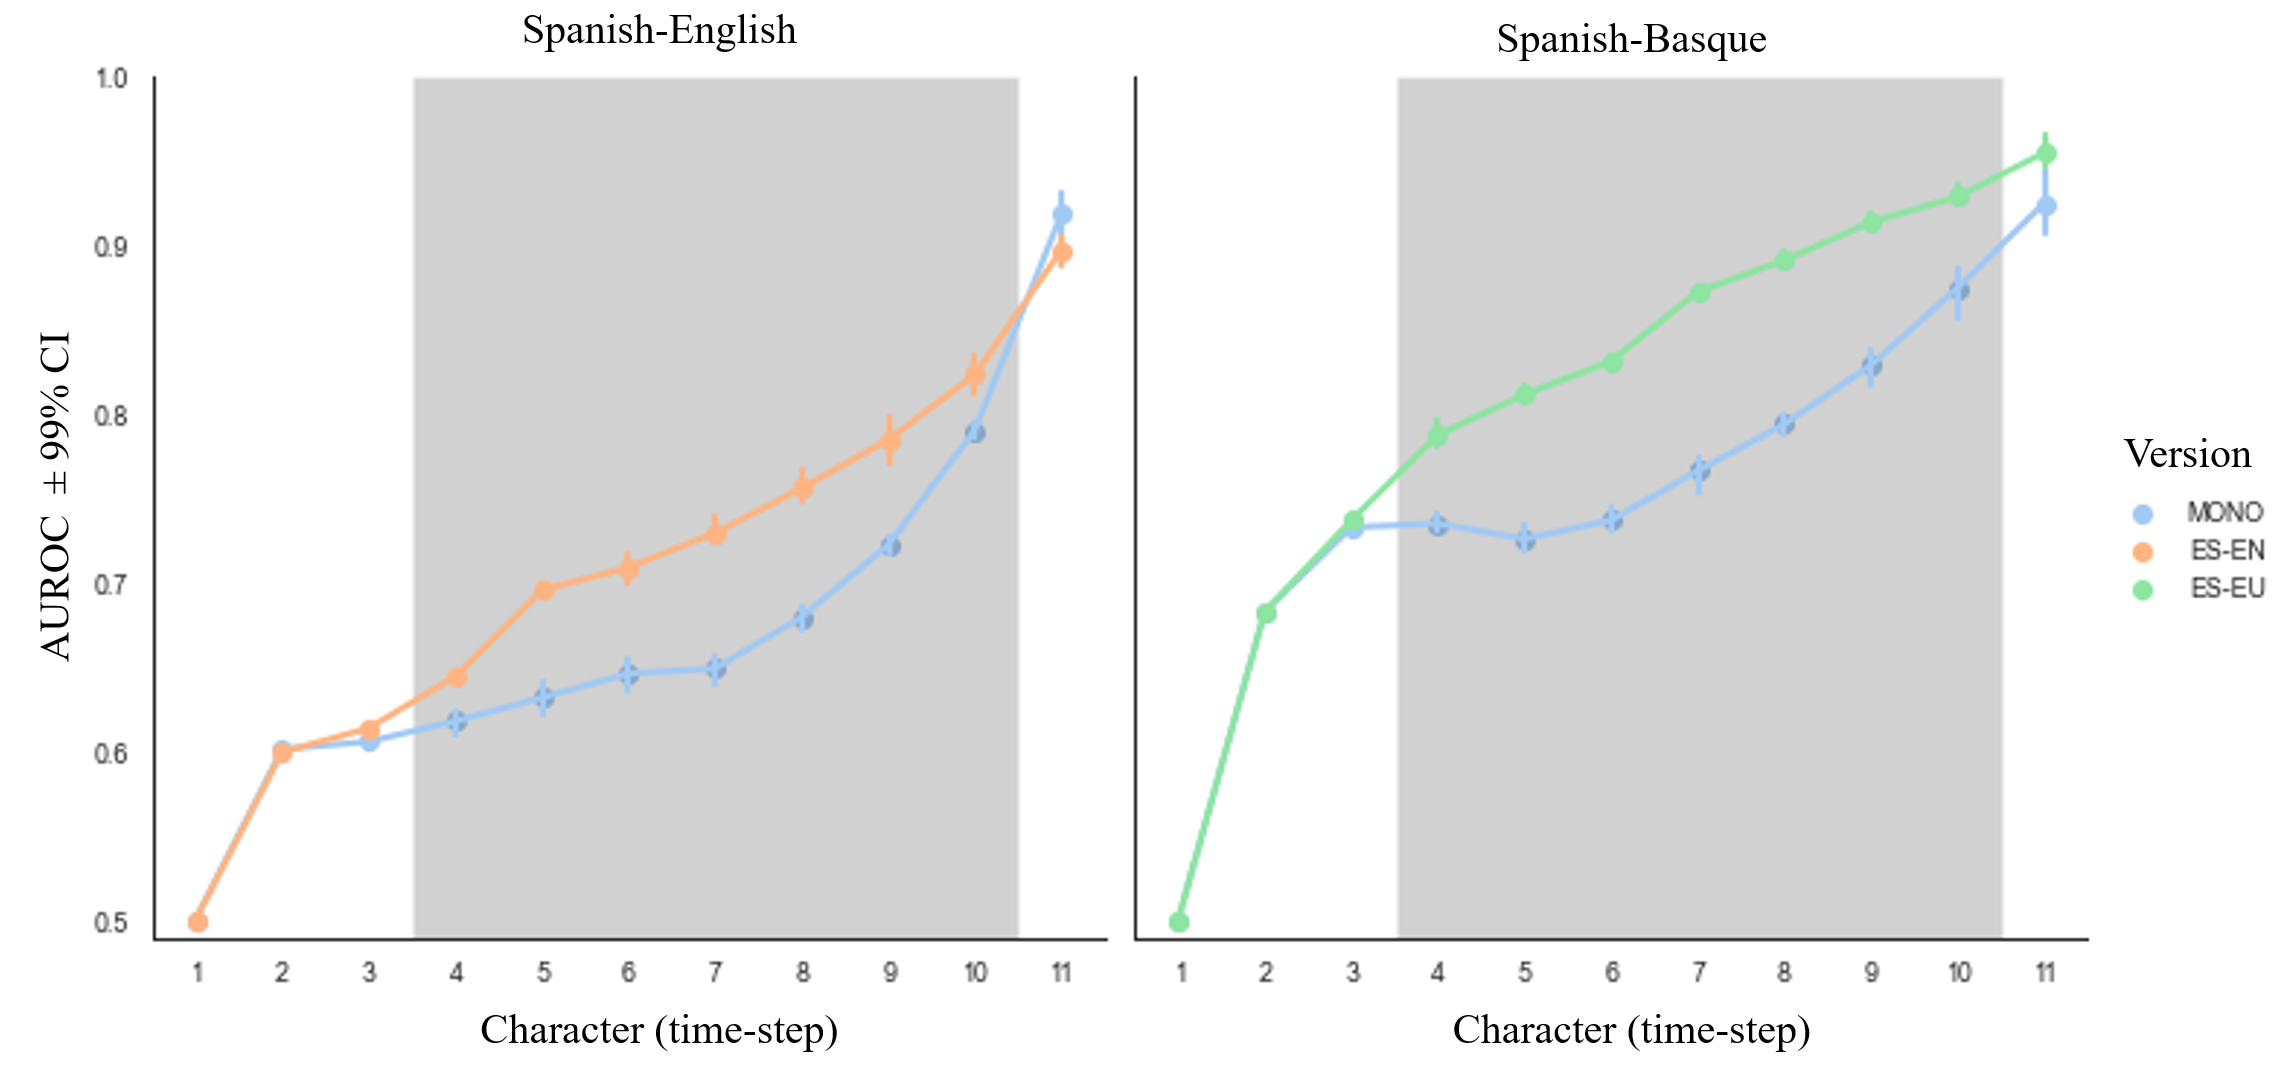 Spanish-English
Spanish-Basque
1.0
0.9
0.8
0.7
0.6
0.5
AUROC ± 99% CI
1 2 3 4 5 6 7 8 9 10 11
1 2 3 4 5 6 7 8 9 10 11
Character (time-step)
Character (time-step)
Version
MONO
ES-EN
ES-EU